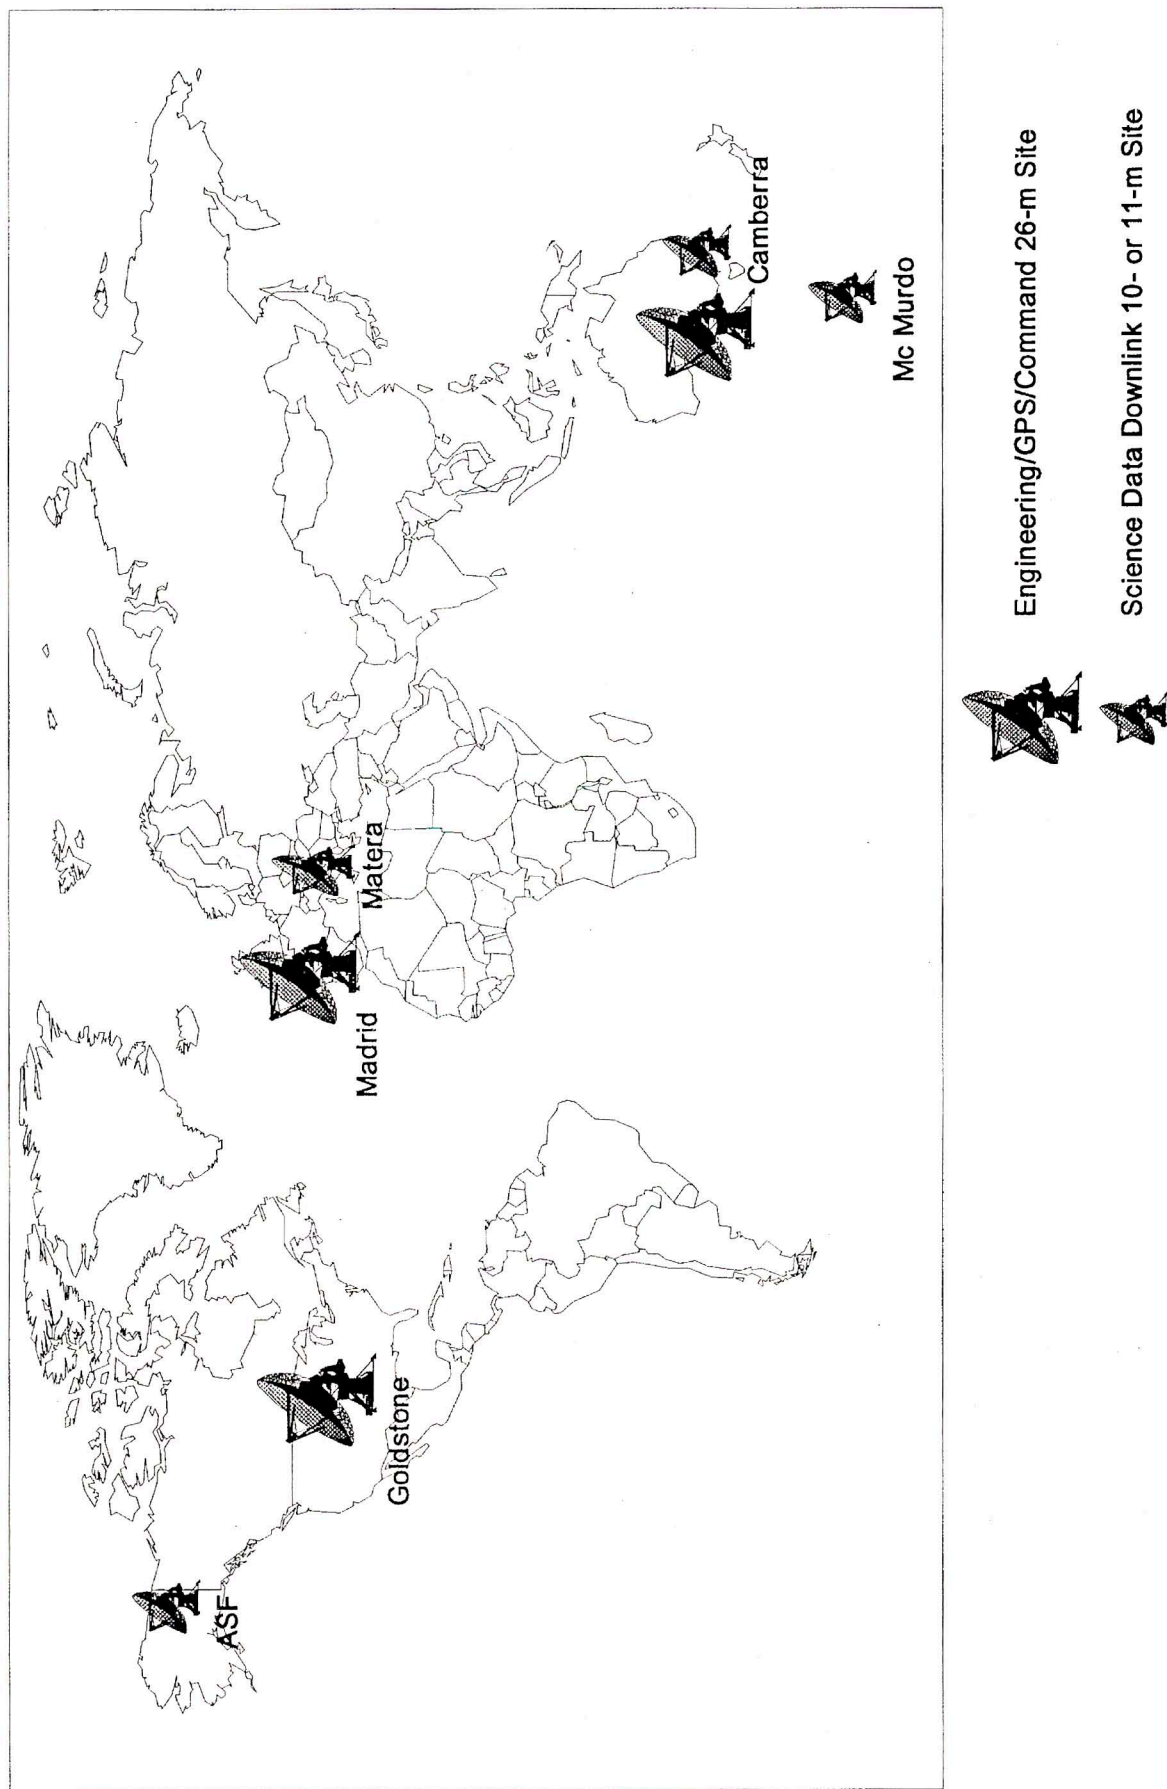 ASF
Goldstone
Madrid
Matera
Camberra
Mc Murdo
Engineering/GPS/Command 26-m Site
Science Data Downlink 10- or 11-m Site